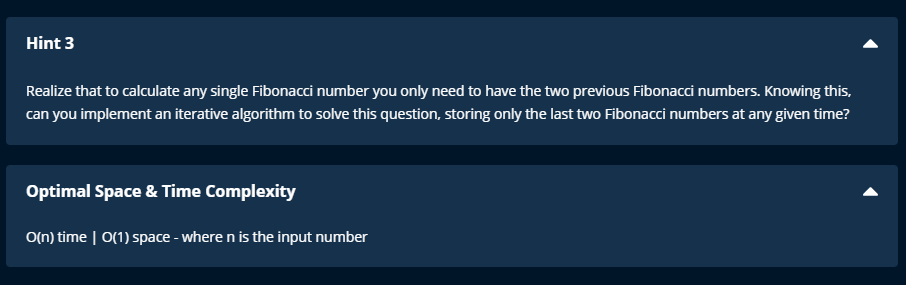 Hint 3
Realize that to calculate any single Fibonacci number you only need to have the two previous Fibonacci numbers. Knowing this,
can you implement an iterative algorithm to solve this question, storing only the last two Fibonacci numbers at any given time?
Optimal Space & Time Complexity
O(n) time | O(1) space - where n is the input number